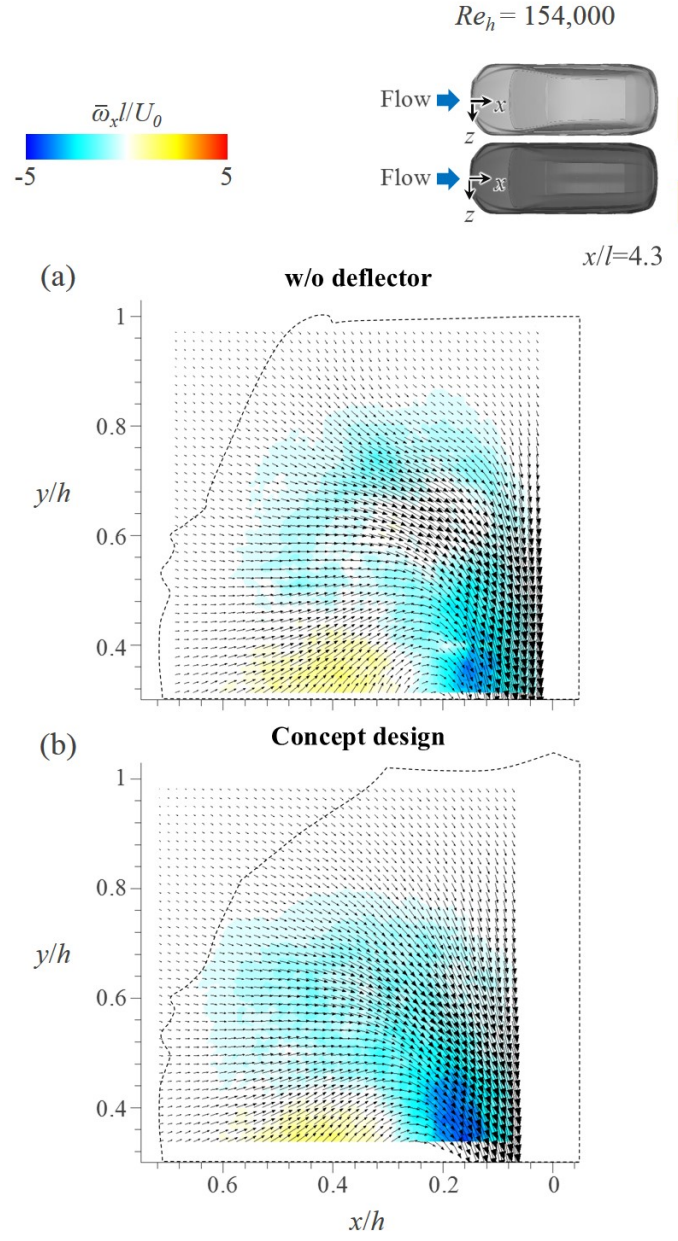 Re_h = 154,000
ω̄_x l/U_0
-5 5
Flow x
z
Flow x
z
x/l=4.3
(a) w/o deflector
1
0.8
y/h
0.6
0.4
(b) Concept design
1
0.8
y/h
0.6
0.4
0.6 0.4 0.2 0
x/h